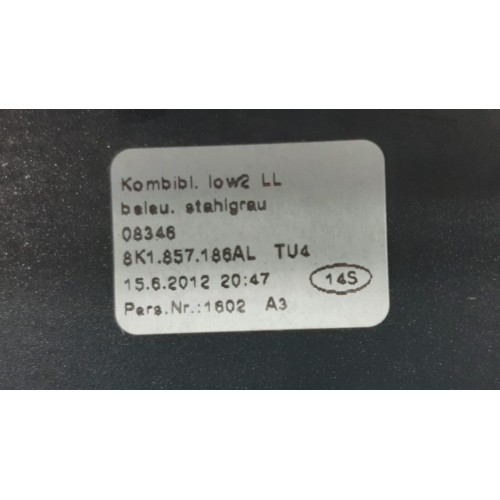 Kombibl. low2 LL
beleu. stahlgrau
08346
8K1.857.186AL TU4
15.6.2012 20:47 14S
Pers.Nr.:1602 A3